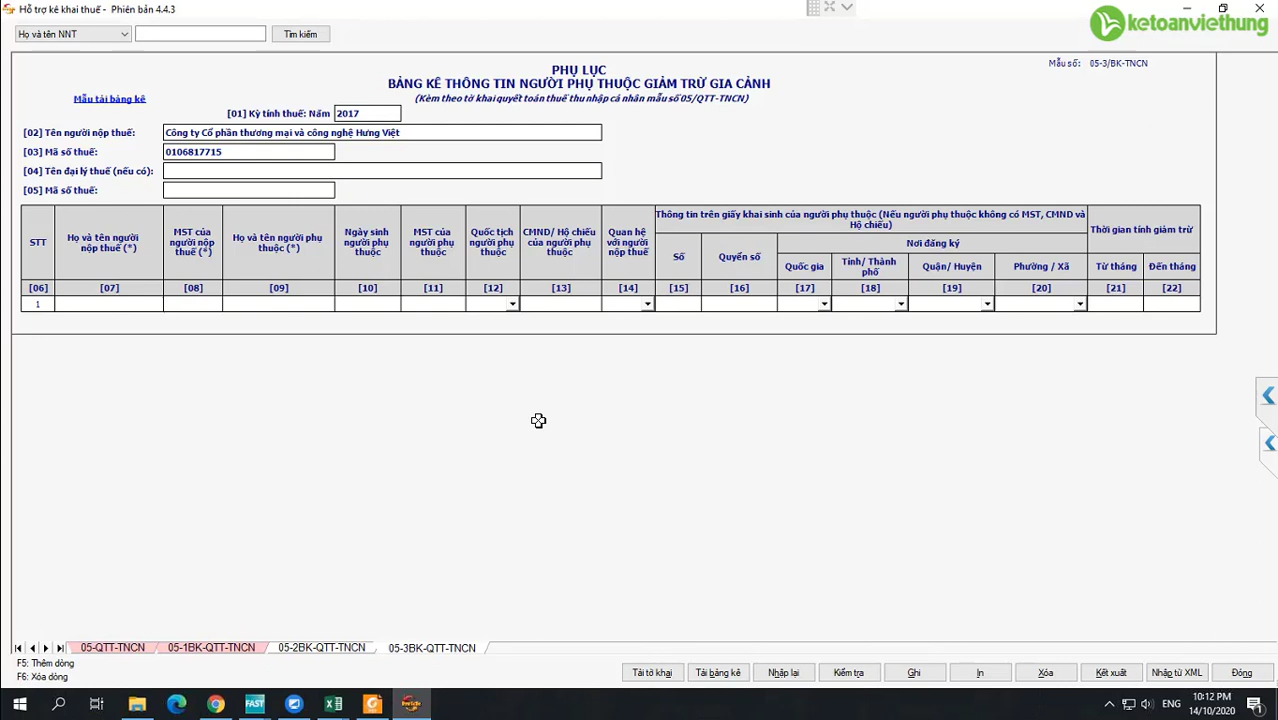 Hỗ trợ kê khai thuế - Phiên bản 4.4.3
ketoanviethung
Họ và tên NNT
Tìm kiếm
PHỤ LỤC
Mẫu số: 05-3/BK-TNCN
BẢNG KÊ THÔNG TIN NGƯỜI PHỤ THUỘC GIẢM TRỪ GIA CẢNH
Mẫu tải bảng kê
(Kèm theo tờ khai quyết toán thuế thu nhập cá nhân mẫu số 05/QTT-TNCN)
[01] Kỳ tính thuế: Năm 2017
[02] Tên người nộp thuế: Công ty Cổ phần thương mại và công nghệ Hưng Việt
[03] Mã số thuế: 0106817715
[04] Tên đại lý thuế (nếu có):
[05] Mã số thuế:
STT
Họ và tên người
nộp thuế (*)
MST của
người nộp
thuế (*)
Họ và tên người phụ
thuộc (*)
Ngày sinh
người phụ
thuộc
MST của
người phụ
thuộc
Quốc tịch
người phụ
thuộc
CMND/ Hộ chiếu
của người phụ
thuộc
Quan hệ
với người
nộp thuế
Thông tin trên giấy khai sinh của người phụ thuộc (Nếu người phụ thuộc không có MST, CMND và
Hộ chiếu)
Số
Quyển số
Nơi đăng ký
Quốc gia
Tỉnh/ Thành
phố
Quận/ Huyện
Phường / Xã
Thời gian tính giảm trừ
Từ tháng
Đến tháng
[06] [07] [08] [09] [10] [11] [12] [13] [14] [15] [16] [17] [18] [19] [20] [21] [22]
1
05-QTT-TNCN 05-1BK-QTT-TNCN 05-2BK-QTT-TNCN 05-3BK-QTT-TNCN
F5: Thêm dòng
F6: Xóa dòng
Tải tờ khai Tải bảng kê Nhập lại Kiểm tra Ghi In Xóa Kết xuất Nhập từ XML Đóng
FAST
10:12 PM
14/10/2020
1